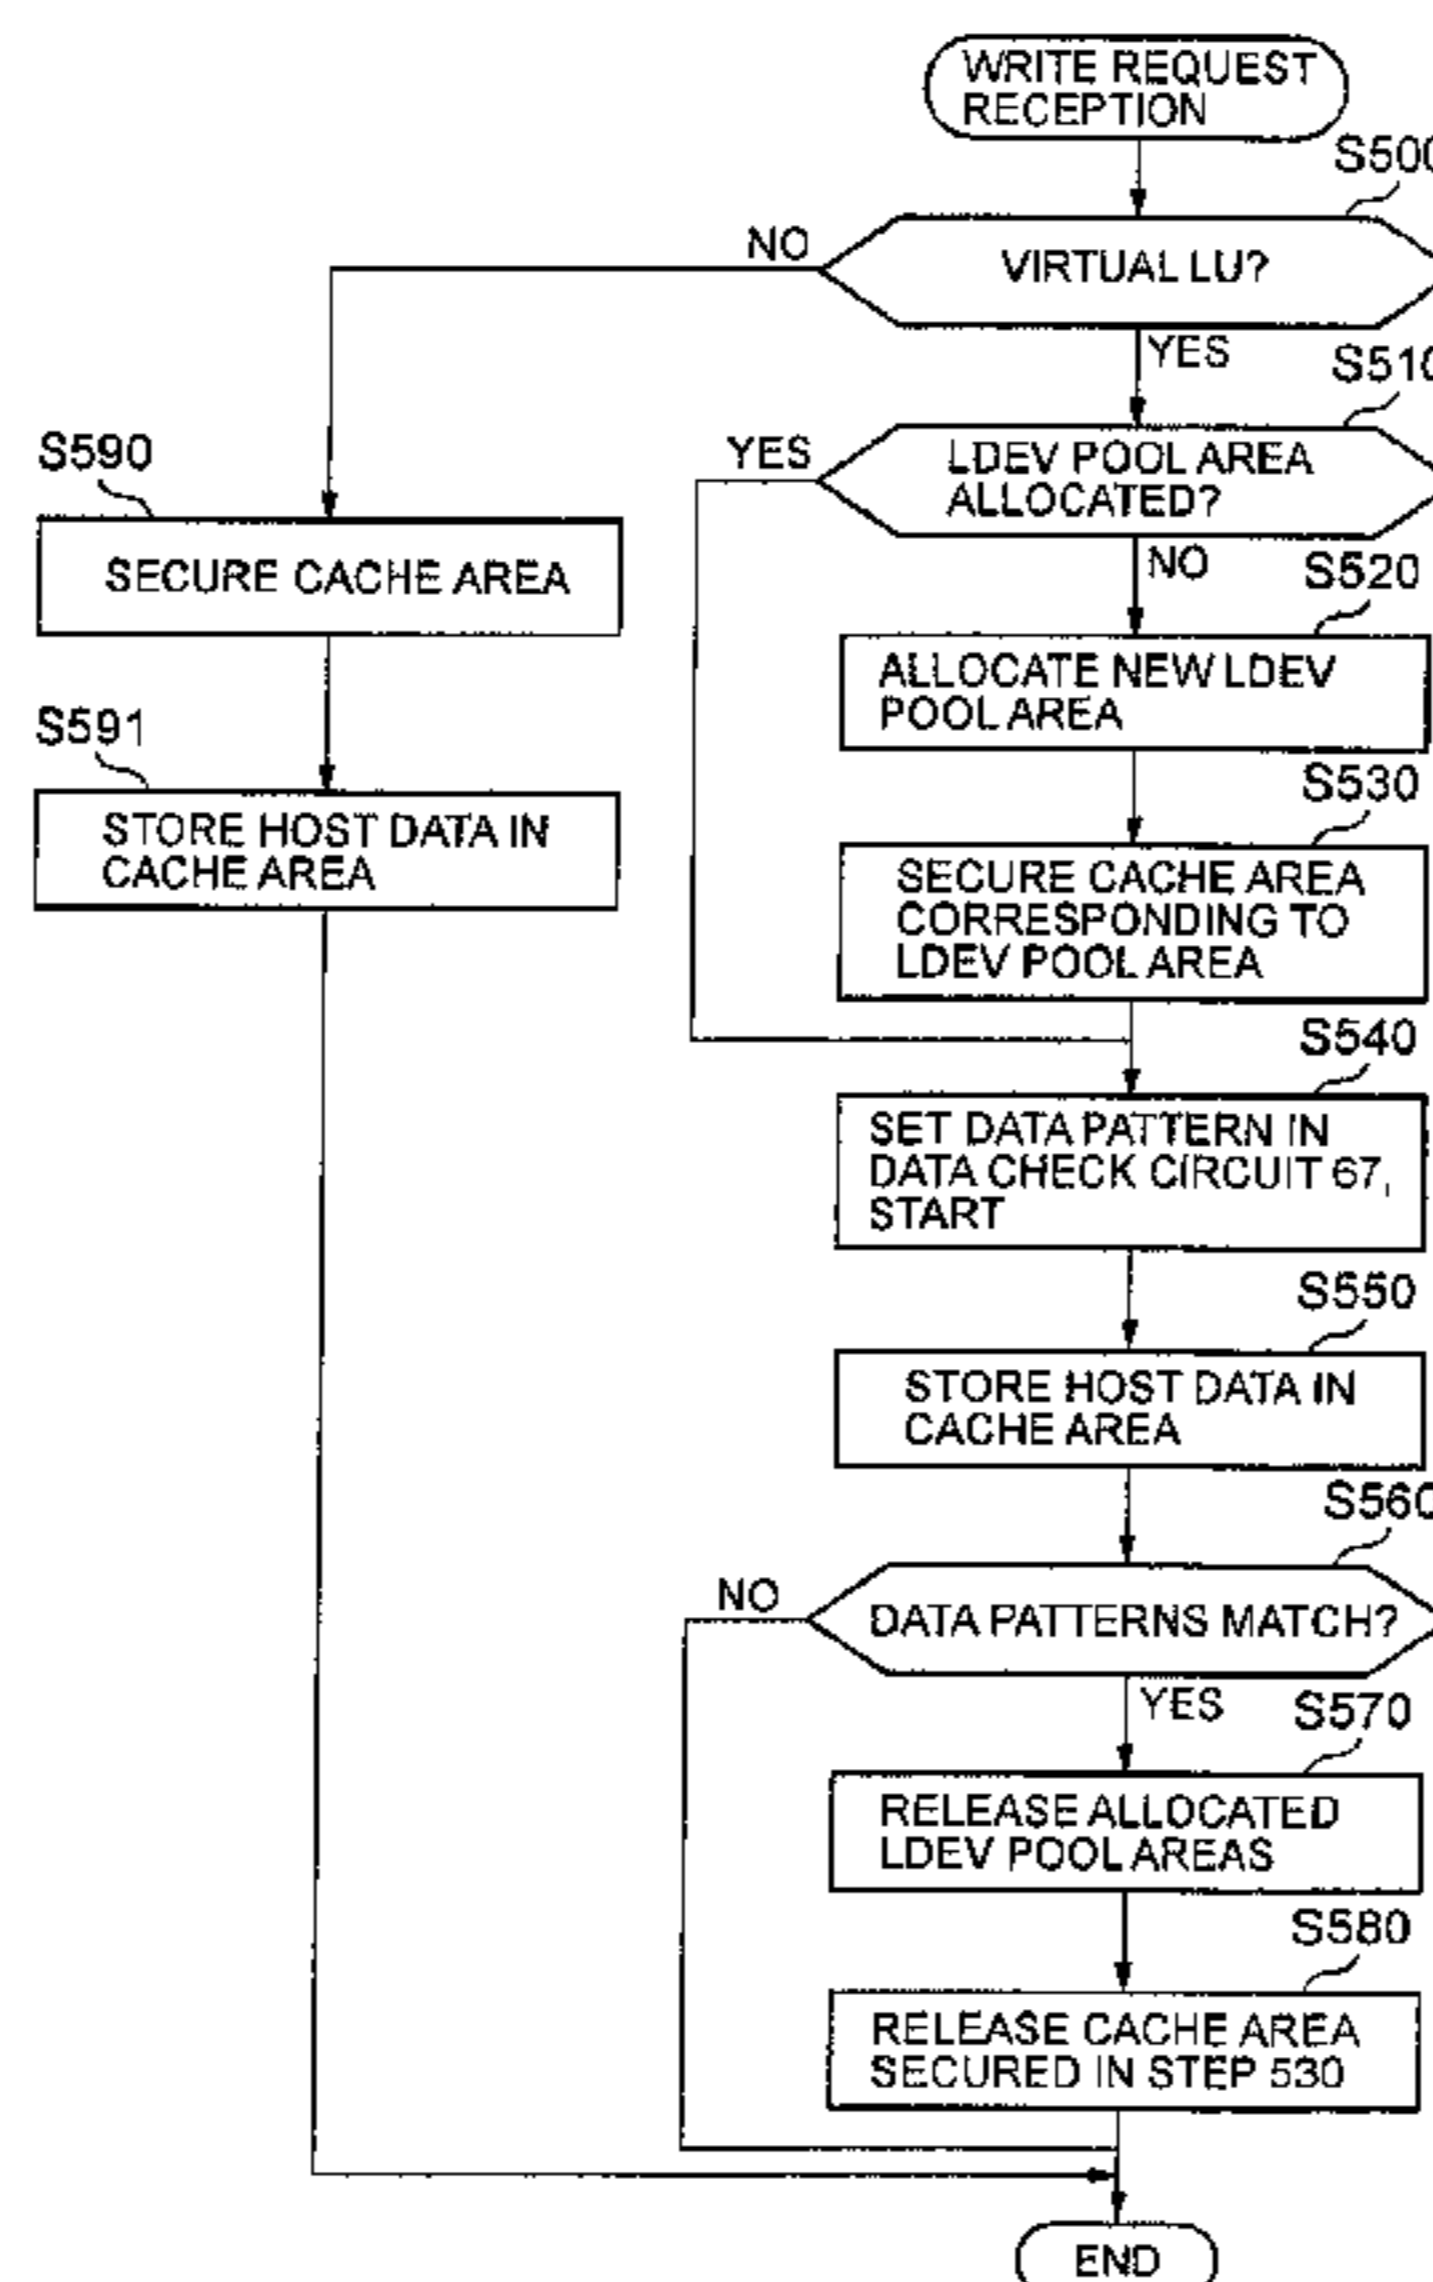 WRITE REQUEST
RECEPTION
S500
NO
VIRTUAL LU?
YES
S510
YES
LDEV POOL AREA
ALLOCATED?
S590
NO
S520
SECURE CACHE AREA
ALLOCATE NEW LDEV
POOL AREA
S591
S530
STORE HOST DATA IN
CACHE AREA
SECURE CACHE AREA
CORRESPONDING TO
LDEV POOL AREA
S540
SET DATA PATTERN IN
DATA CHECK CIRCUIT 67,
START
S550
STORE HOST DATA IN
CACHE AREA
S560
NO
DATA PATTERNS MATCH?
YES
S570
RELEASE ALLOCATED
LDEV POOL AREAS
S580
RELEASE CACHE AREA
SECURED IN STEP 530
END